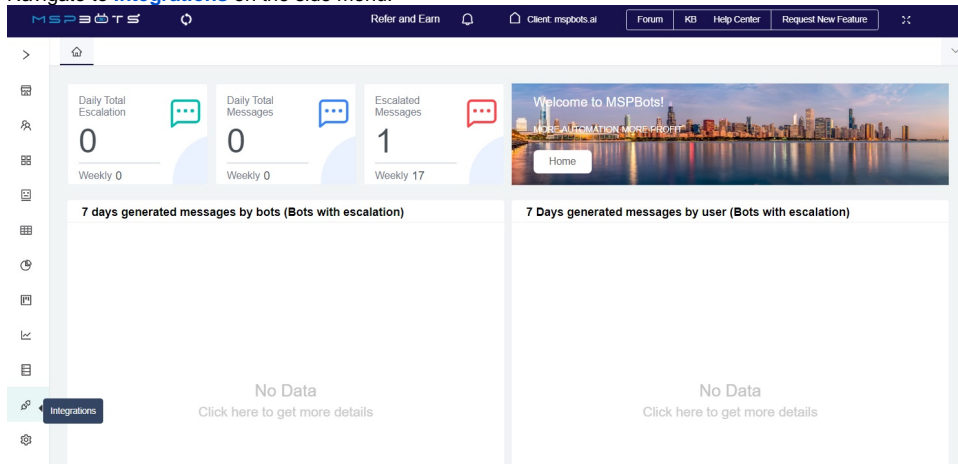 Navigate to Integrations on the side menu.
MSPBOTS
Refer and Earn
Client: mspbots.ai
Forum
KB
Help Center
Request New Feature
Daily Total
Escalation
0
Weekly 0
Daily Total
Messages
0
Weekly 0
Escalated
Messages
1
Weekly 17
Welcome to MSPBots!
MORE AUTOMATION MORE PROFIT
Home
7 days generated messages by bots (Bots with escalation)
7 Days generated messages by user (Bots with escalation)
No Data
Click here to get more details
No Data
Click here to get more details
Integrations